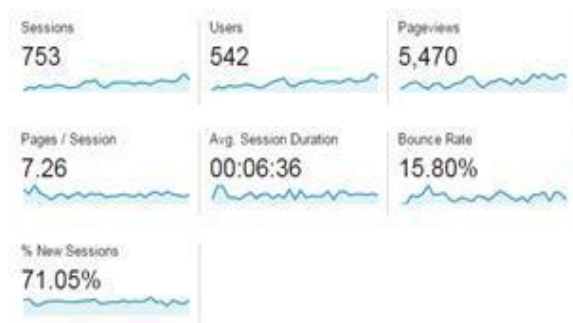 Sessions
753
Users
542
Pageviews
5,470
Pages / Session
7.26
Avg. Session Duration
00:06:36
Bounce Rate
15.80%
% New Sessions
71.05%